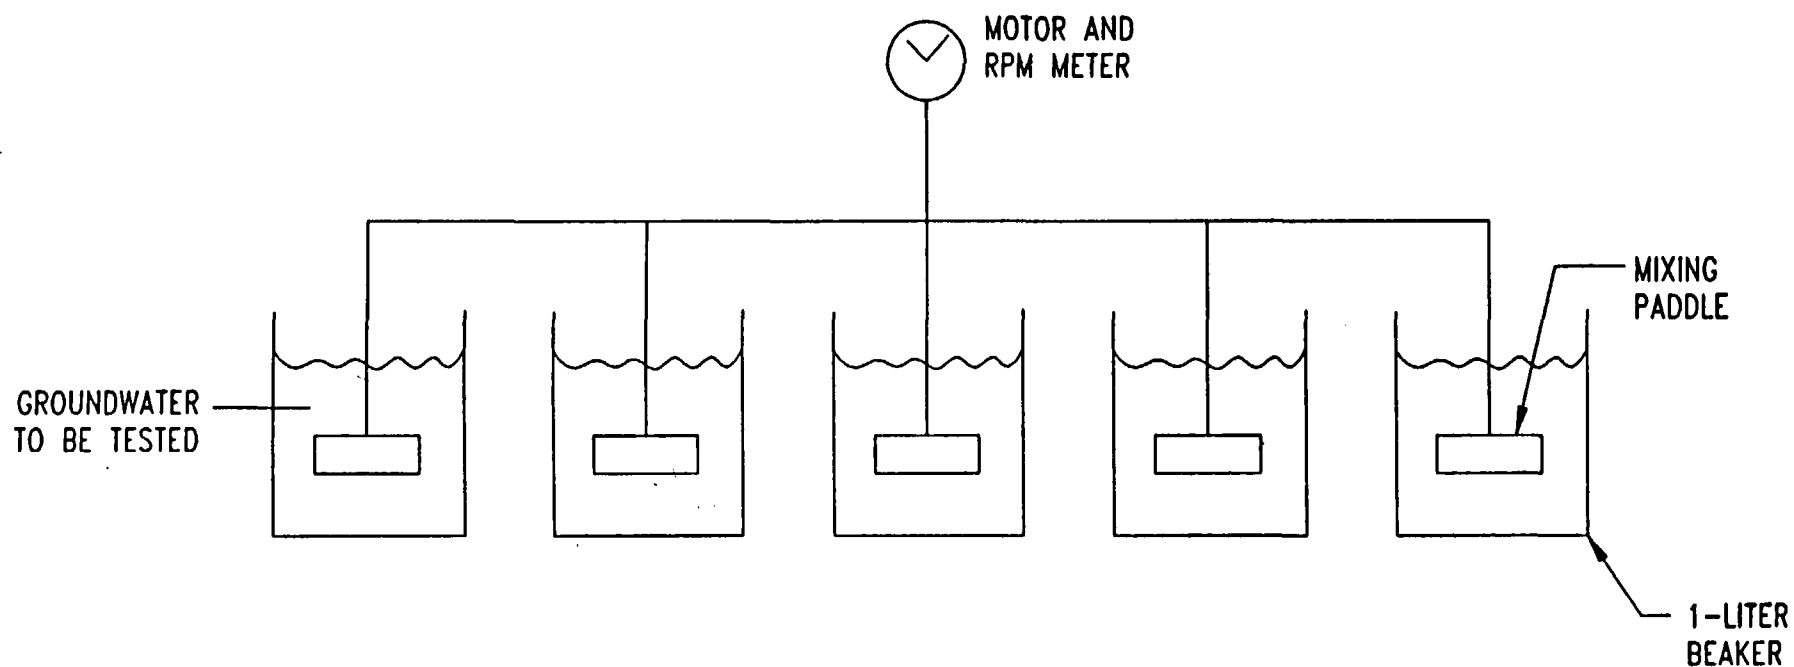 MOTOR AND
RPM METER
MIXING
PADDLE
GROUNDWATER
TO BE TESTED
1-LITER
BEAKER